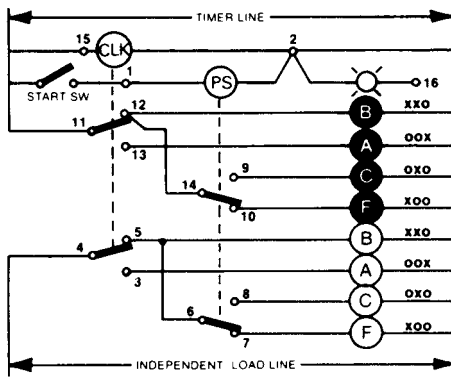 TIMER LINE
15 CLK 2
1 PS 16
START SW
12 B XXO
11
13 A OOX
9 C OXO
14
10 F XOO
5 B XXO
4
3 A OOX
8 C OXO
6
7 F XOO
INDEPENDENT LOAD LINE